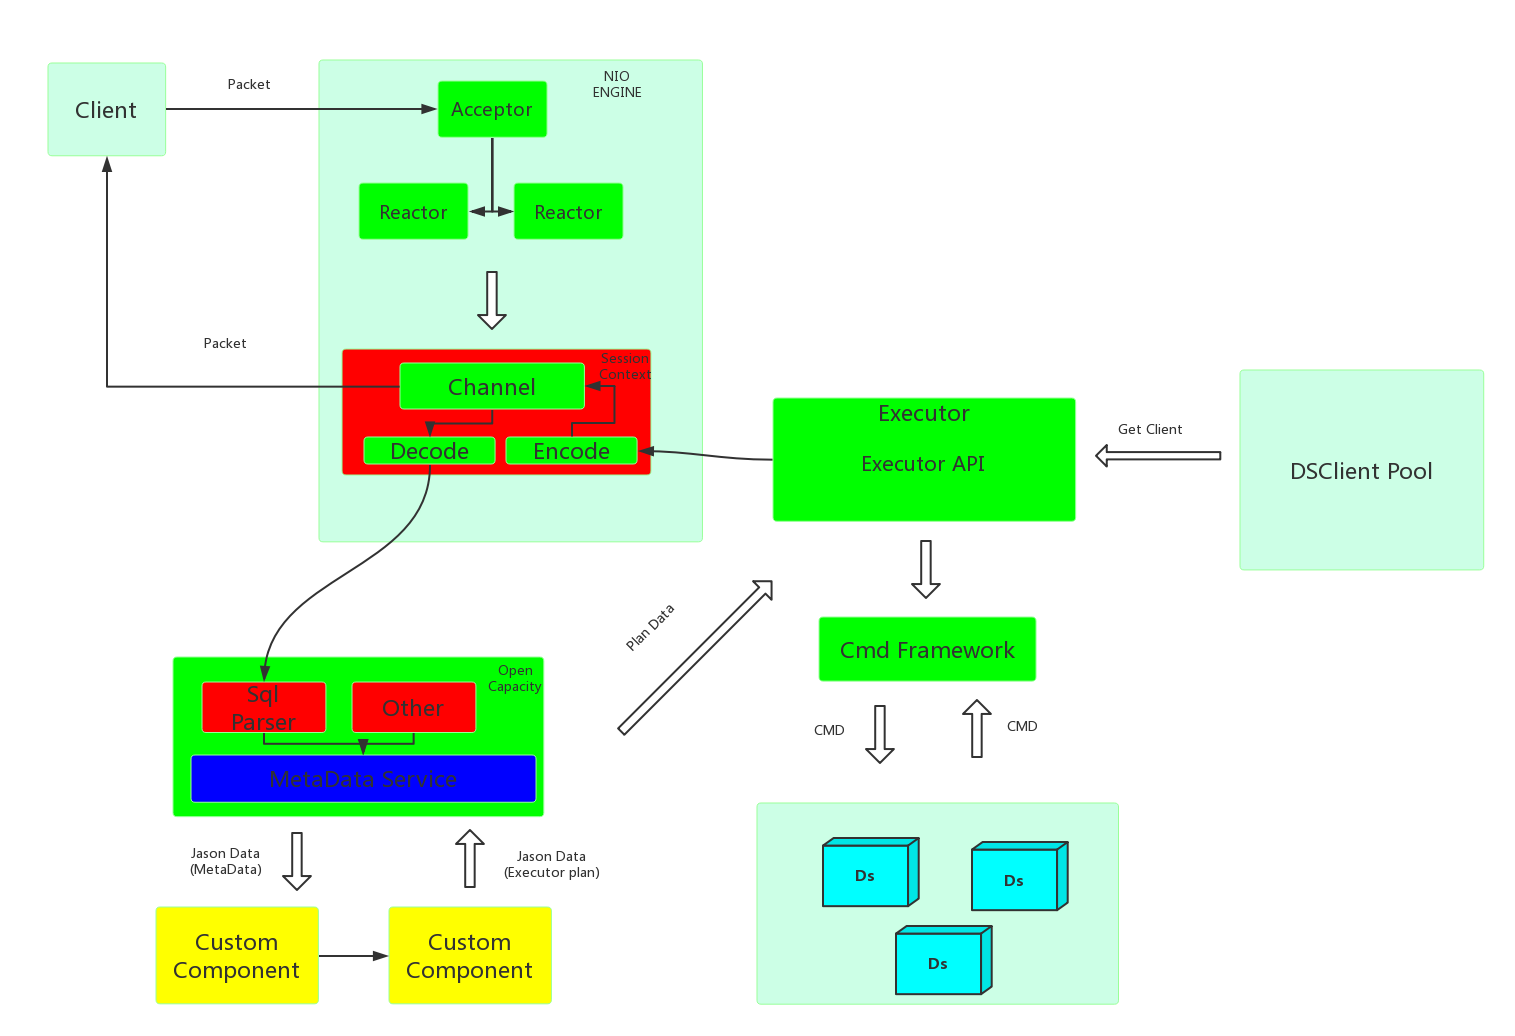 Client
Packet
NIO
ENGINE
Acceptor
Reactor
Reactor
Packet
Session
Context
Channel
Decode
Encode
Executor
Executor API
Get Client
DSClient Pool
Plan Data
Cmd Framework
CMD
CMD
Open
Capacity
Sql
Parser
Other
MetaData Service
Jason Data
(MetaData)
Jason Data
(Executor plan)
Custom
Component
Custom
Component
Ds
Ds
Ds